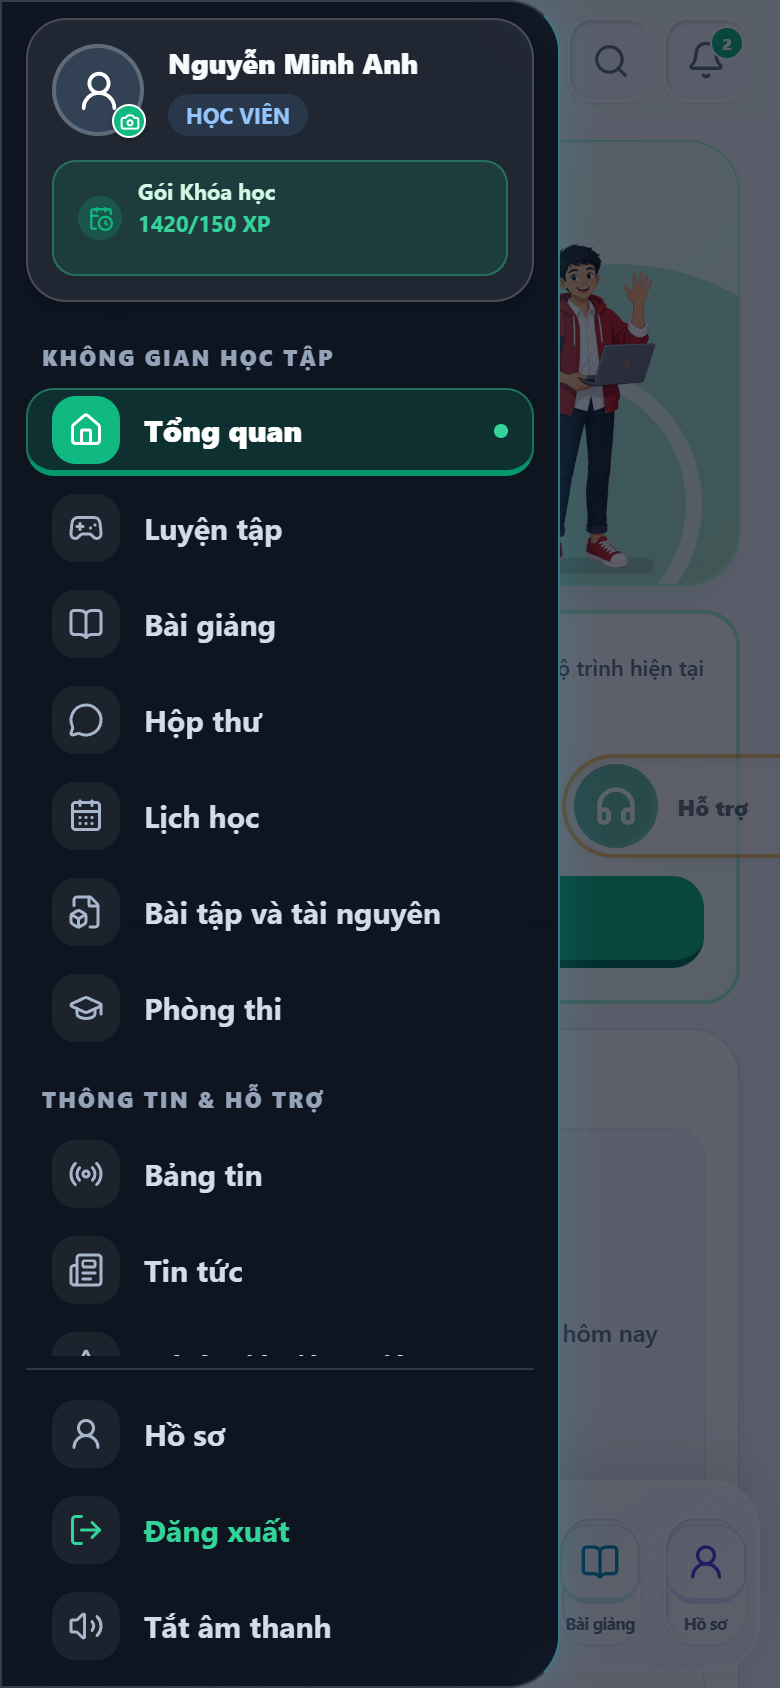 Nguyễn Minh Anh
HỌC VIÊN
Gói Khóa học
1420/150 XP
2
KHÔNG GIAN HỌC TẬP
Tổng quan
Luyện tập
Bài giảng
Hộp thư
Lịch học
Bài tập và tài nguyên
Phòng thi
trình hiện tại
Hỗ trợ
THÔNG TIN & HỖ TRỢ
Bảng tin
Tin tức
hôm nay
Hồ sơ
Đăng xuất
Tắt âm thanh
Bài giảng
Hồ sơ